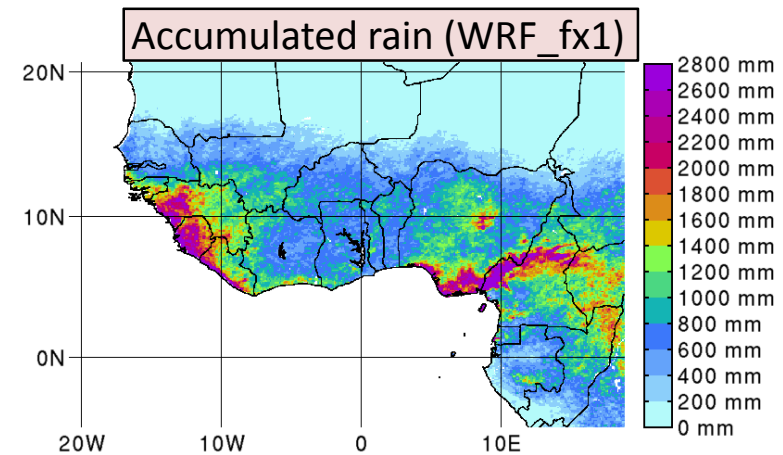 Accumulated rain (WRF_fx1)
20N
10N
0N
20W 10W 0 10E
2800 mm
2600 mm
2400 mm
2200 mm
2000 mm
1800 mm
1600 mm
1400 mm
1200 mm
1000 mm
800 mm
600 mm
400 mm
200 mm
0 mm